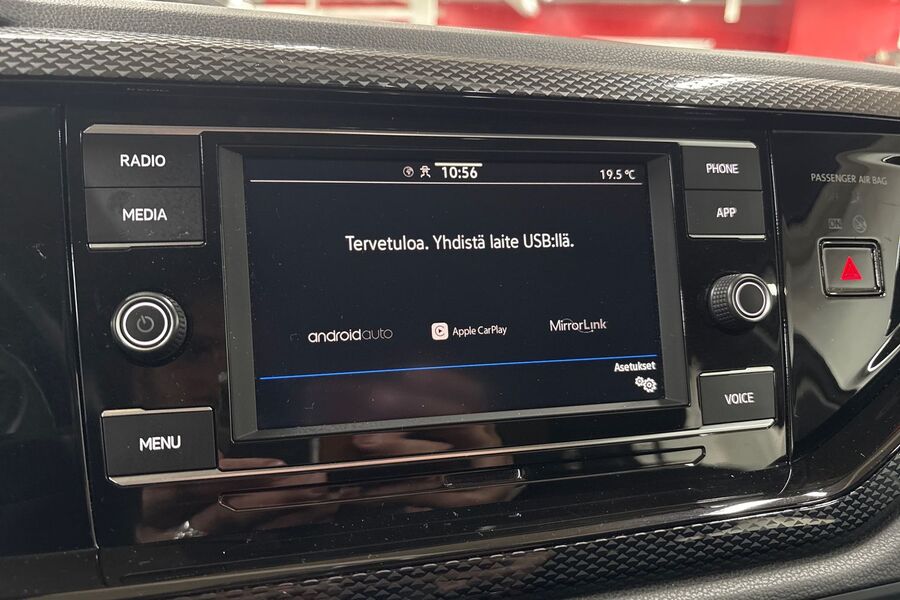 RADIO
MEDIA
MENU
10:56
19.5 °C
Tervetuloa. Yhdistä laite USB:llä.
androidauto
Apple CarPlay
MirrorLink
Asetukset
PHONE
APP
VOICE
PASSENGER AIR BAG
ON